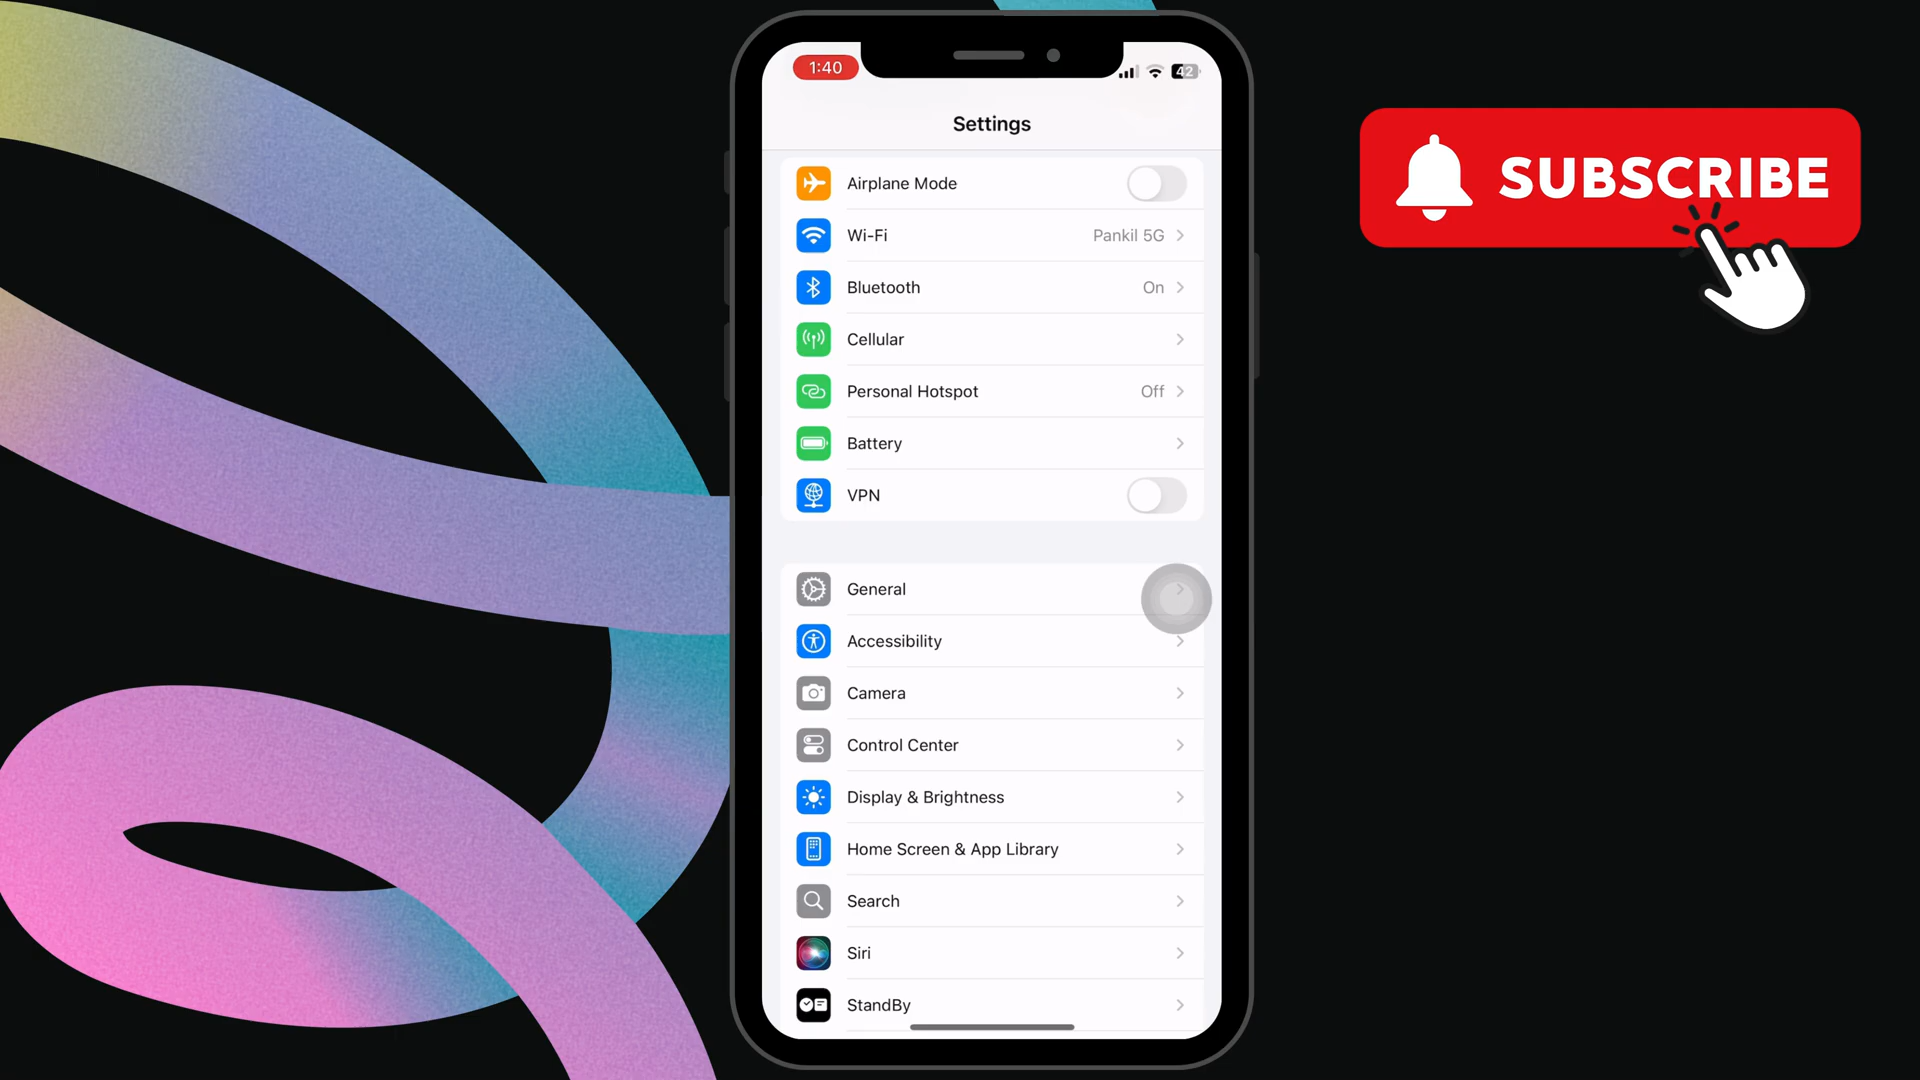 1:40
42
Settings
Airplane Mode
Wi-Fi Pankil 5G
Bluetooth On
Cellular
Personal Hotspot Off
Battery
VPN
General
Accessibility
Camera
Control Center
Display & Brightness
Home Screen & App Library
Search
Siri
StandBy
SUBSCRIBE